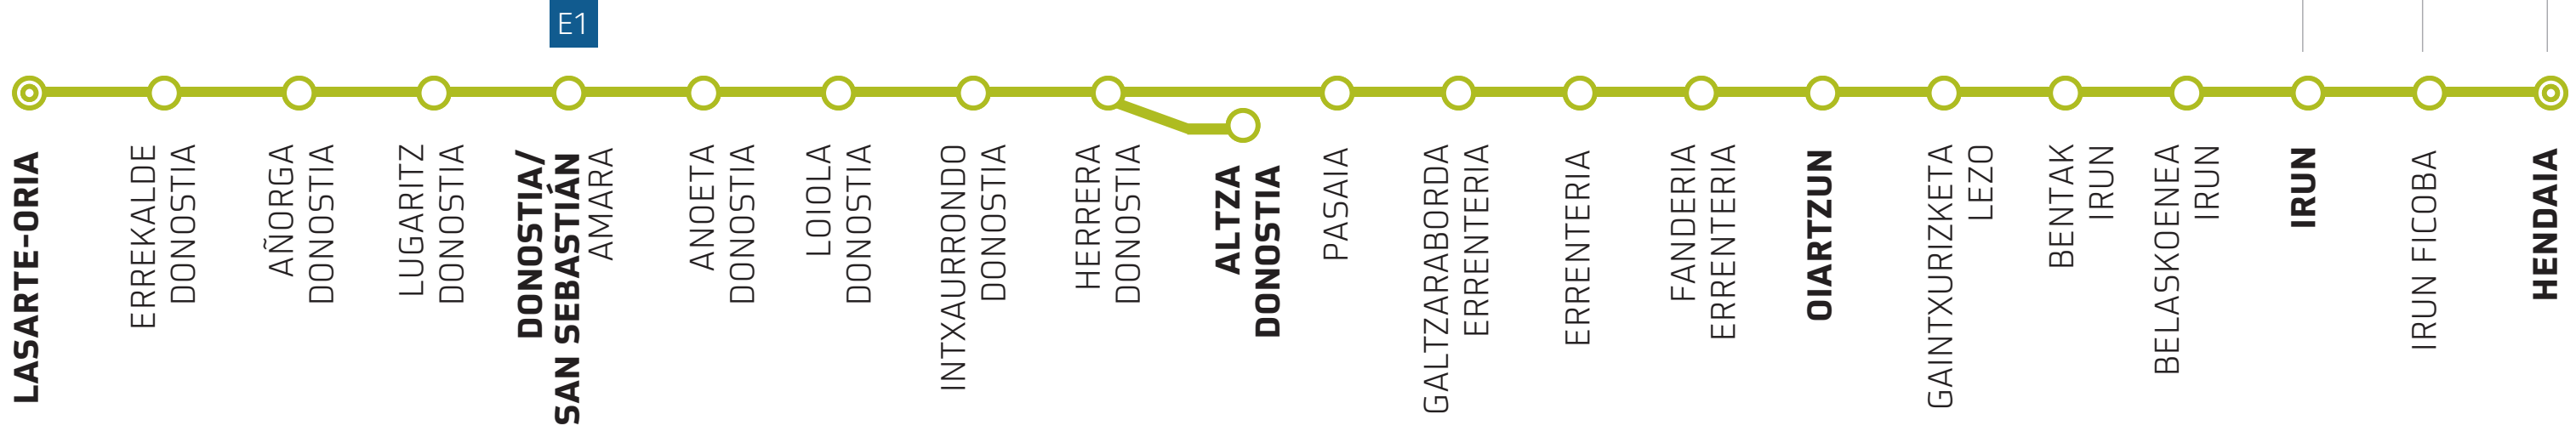 E1
LASARTE-ORIA
ERREKALDE
DONOSTIA
AÑORGA
DONOSTIA
LUGARITZ
DONOSTIA
DONOSTIA/
SAN SEBASTIÁN
AMARA
ANOETA
DONOSTIA
LOIOLA
DONOSTIA
INTXAURRONDO
DONOSTIA
HERRERA
DONOSTIA
ALTZA
DONOSTIA
PASAIA
GALTZARABORDA
ERRENTERIA
ERRENTERIA
FANDERIA
ERRENTERIA
OIARTZUN
GAINTXURIZKETA
LEZO
BENTAK
IRUN
BELASKOENEA
IRUN
IRUN
IRUN FICOBA
HENDAIA